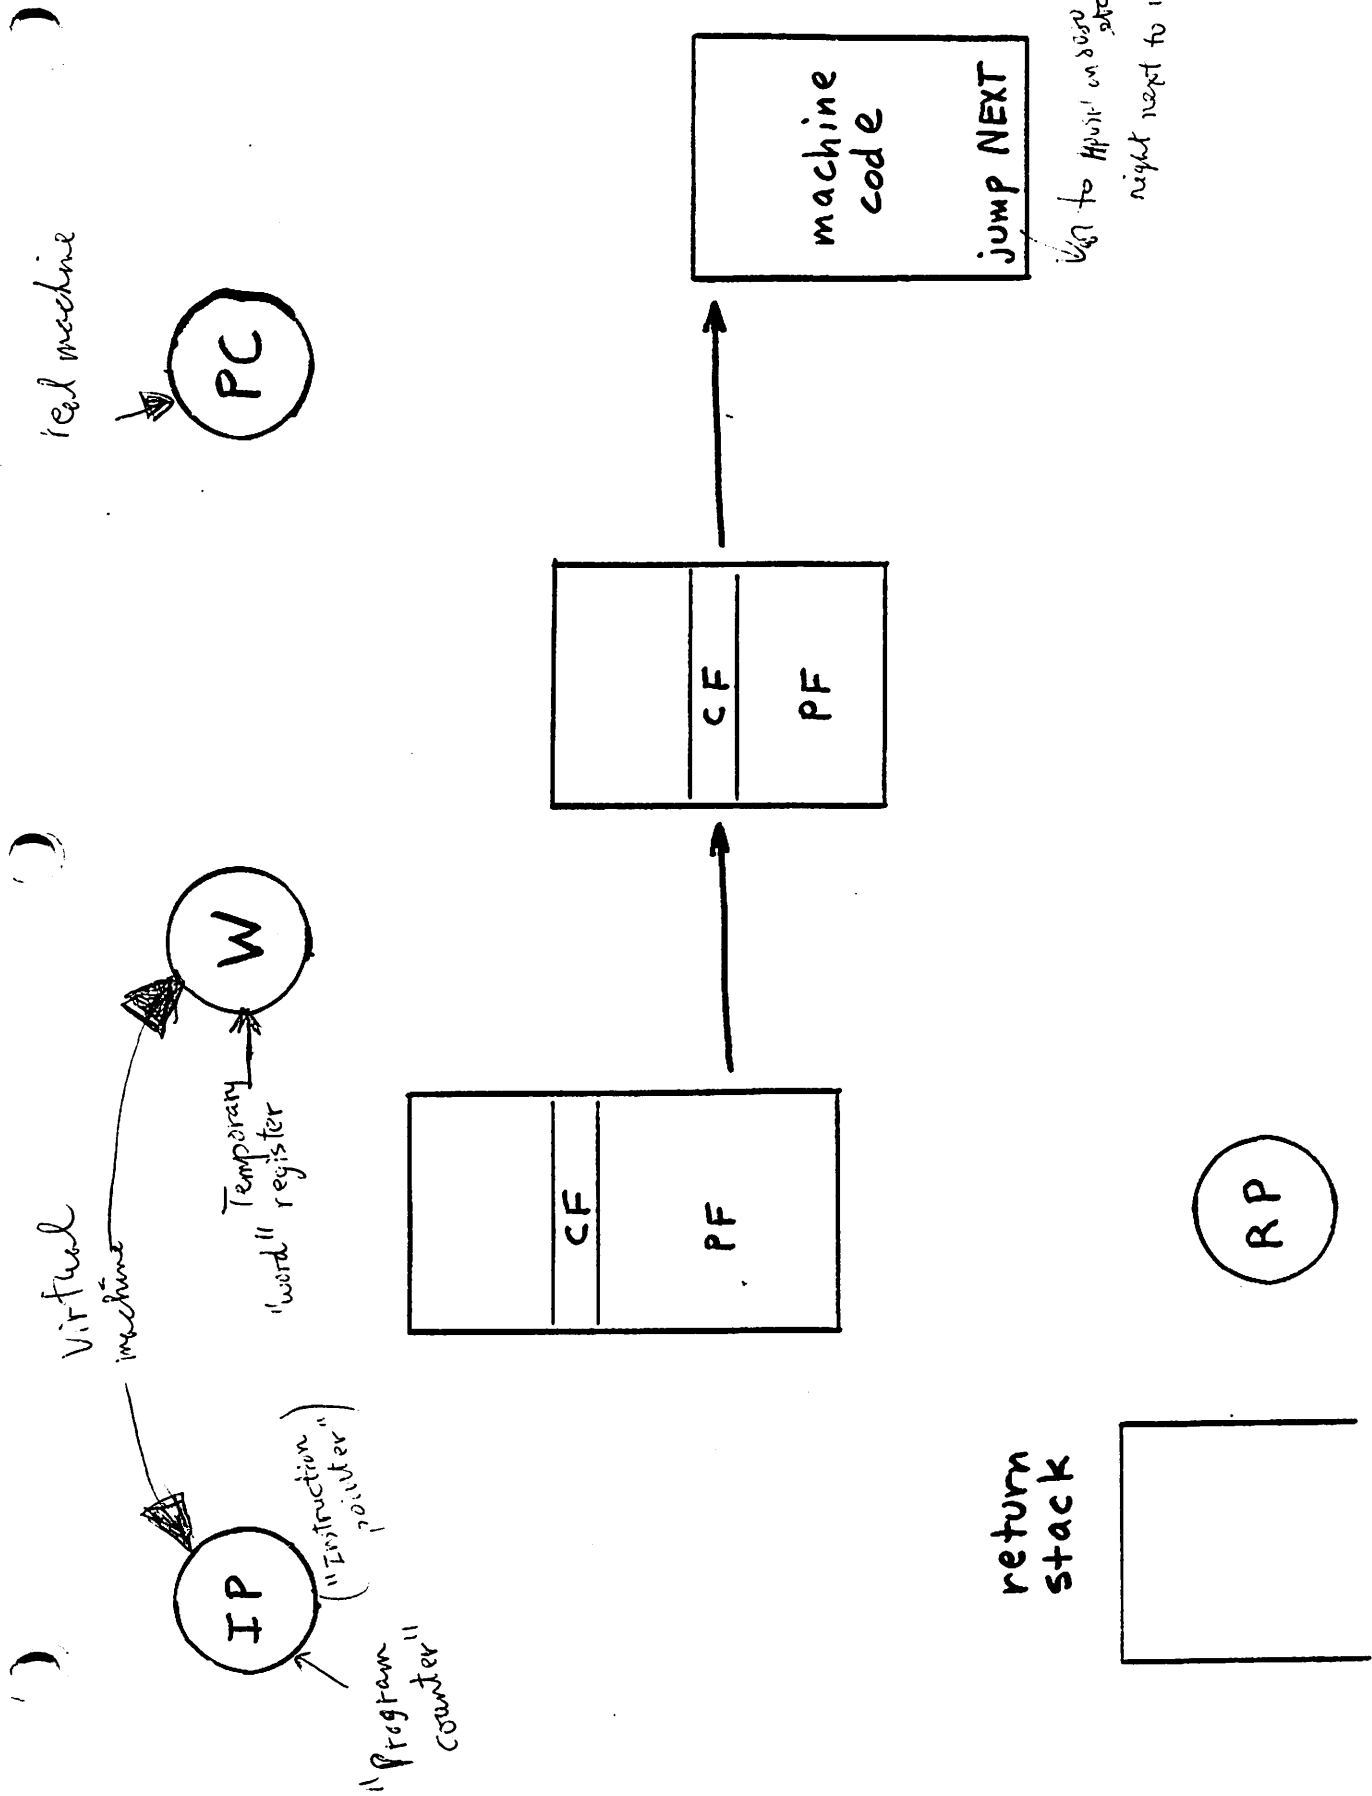 Virtual
machine
real machine
IP
W
PC
("Instruction
pointer")
"Program
counter"
Temporary
"word" register
CF
PF
CF
PF
machine
code
jump NEXT
to
right next to
return
stack
RP